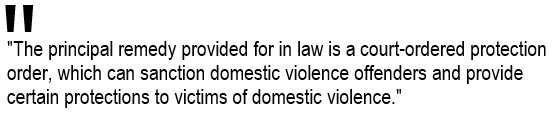 "
"The principal remedy provided for in law is a court-ordered protection
order, which can sanction domestic violence offenders and provide
certain protections to victims of domestic violence."